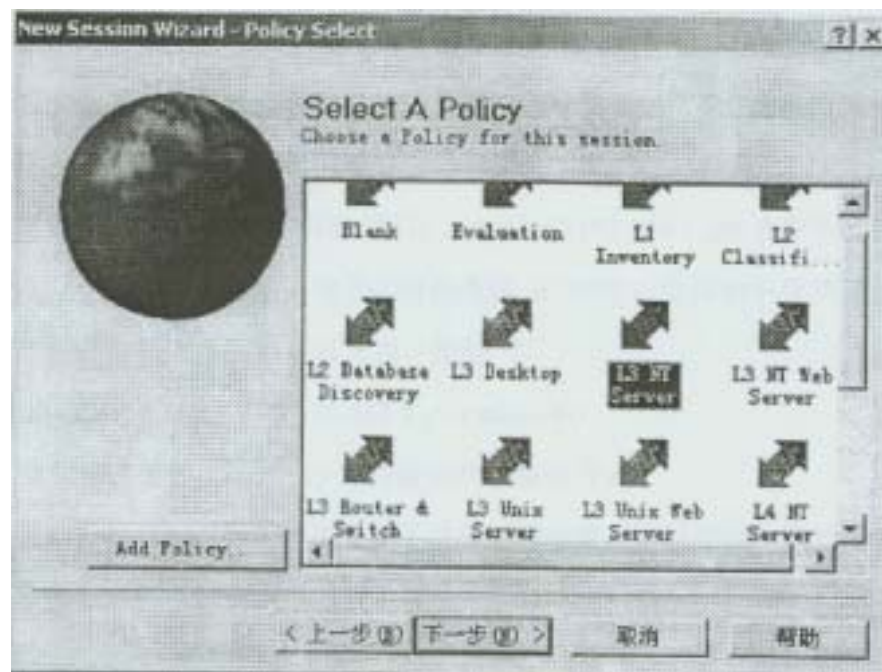 New Session Wizard - Policy Select
Select A Policy
Choose a Policy for this session.
Blank
Evaluation
L1 Inventory
L2 Classifi...
L2 Database Discovery
L3 Desktop
L3 NT Server
L3 NT Web Server
L3 Router & Switch
L3 Unix Server
L3 Unix Web Server
L4 NT Server
Add Policy..
< 上一步(B)
下一步(N) >
取消
帮助